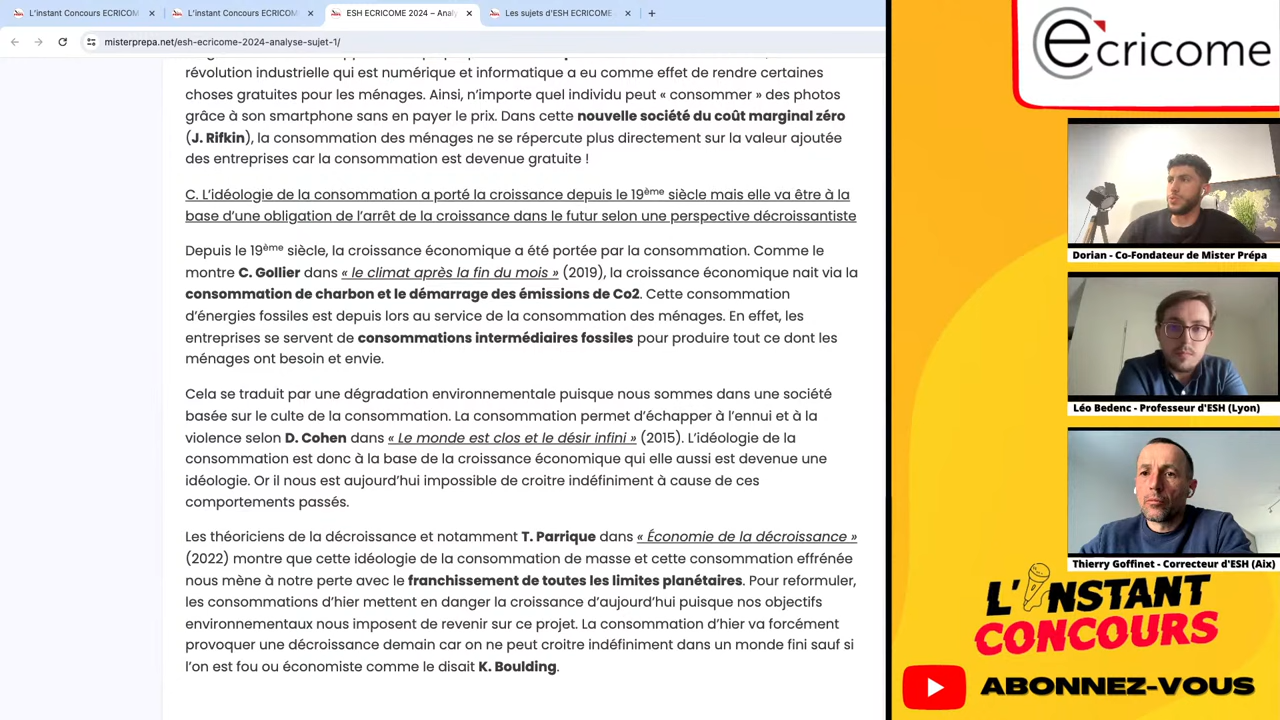 L'instant Concours ECRICOM
L'instant Concours ECRICOM
ESH ECRICOME 2024 – Analy
Les sujets d'ESH ECRICOME
misterprepa.net/esh-ecricome-2024-analyse-sujet-1/
révolution industrielle qui est numérique et informatique a eu comme effet de rendre certaines
choses gratuites pour les ménages. Ainsi, n'importe quel individu peut « consommer » des photos
grâce à son smartphone sans en payer le prix. Dans cette nouvelle société du coût marginal zéro
(J. Rifkin), la consommation des ménages ne se répercute plus directement sur la valeur ajoutée
des entreprises car la consommation est devenue gratuite !
C. L'idéologie de la consommation a porté la croissance depuis le 19ème siècle mais elle va être à la
base d'une obligation de l'arrêt de la croissance dans le futur selon une perspective décroissantiste
Depuis le 19ème siècle, la croissance économique a été portée par la consommation. Comme le
montre C. Gollier dans « le climat après la fin du mois » (2019), la croissance économique nait via la
consommation de charbon et le démarrage des émissions de Co2. Cette consommation
d'énergies fossiles est depuis lors au service de la consommation des ménages. En effet, les
entreprises se servent de consommations intermédiaires fossiles pour produire tout ce dont les
ménages ont besoin et envie.
Cela se traduit par une dégradation environnementale puisque nous sommes dans une société
basée sur le culte de la consommation. La consommation permet d'échapper à l'ennui et à la
violence selon D. Cohen dans « Le monde est clos et le désir infini » (2015). L'idéologie de la
consommation est donc à la base de la croissance économique qui elle aussi est devenue une
idéologie. Or il nous est aujourd'hui impossible de croitre indéfiniment à cause de ces
comportements passés.
Les théoriciens de la décroissance et notamment T. Parrique dans « Économie de la décroissance »
(2022) montre que cette idéologie de la consommation de masse et cette consommation effrénée
nous mène à notre perte avec le franchissement de toutes les limites planétaires. Pour reformuler,
les consommations d'hier mettent en danger la croissance d'aujourd'hui puisque nos objectifs
environnementaux nous imposent de revenir sur ce projet. La consommation d'hier va forcément
provoquer une décroissance demain car on ne peut croitre indéfiniment dans un monde fini sauf si
l'on est fou ou économiste comme le disait K. Boulding.
ecricome
Dorian - Co-Fondateur de Mister Prépa
Léo Bedenc - Professeur d'ESH (Lyon)
Thierry Goffinet - Correcteur d'ESH (Aix)
L'INSTANT
CONCOURS
ABONNEZ-VOUS